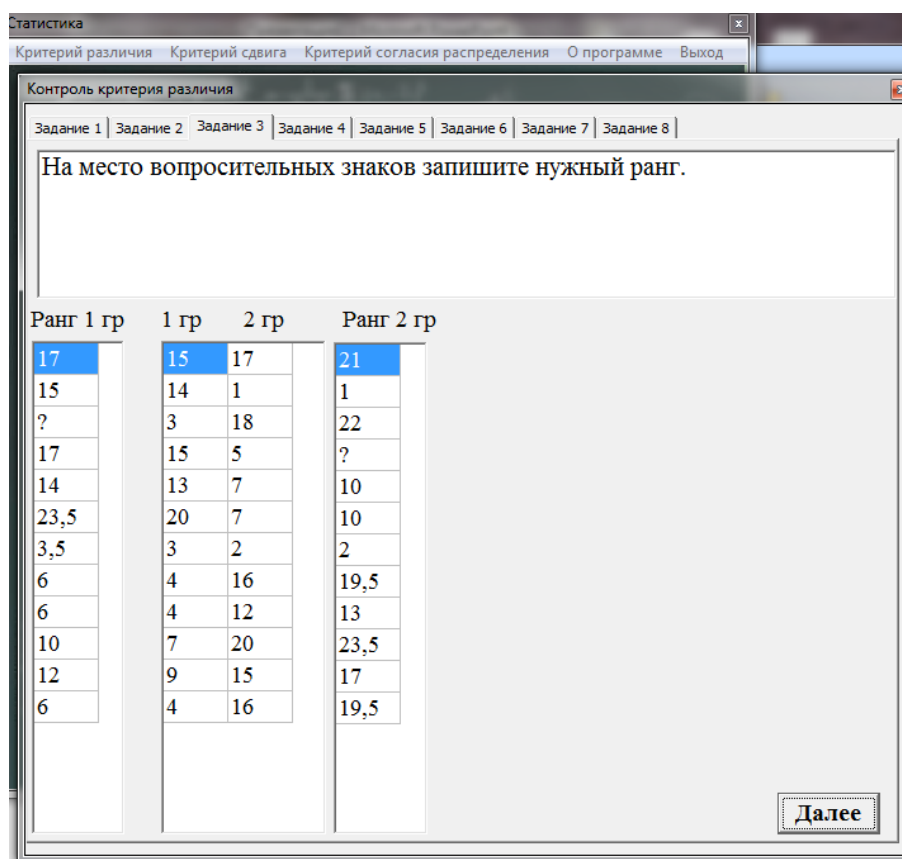 Статистика
Критерий различия Критерий сдвига Критерий согласия распределения О программе Выход
Контроль критерия различия
Задание 1 Задание 2 Задание 3 Задание 4 Задание 5 Задание 6 Задание 7 Задание 8
На место вопросительных знаков запишите нужный ранг.
Ранг 1 гр 1 гр 2 гр Ранг 2 гр
17 15 17 21
15 14 1 1
? 3 18 22
17 15 5 ?
14 13 7 10
23,5 20 7 10
3,5 3 2 2
6 4 16 19,5
6 4 12 13
10 7 20 23,5
12 9 15 17
6 4 16 19,5
Далее